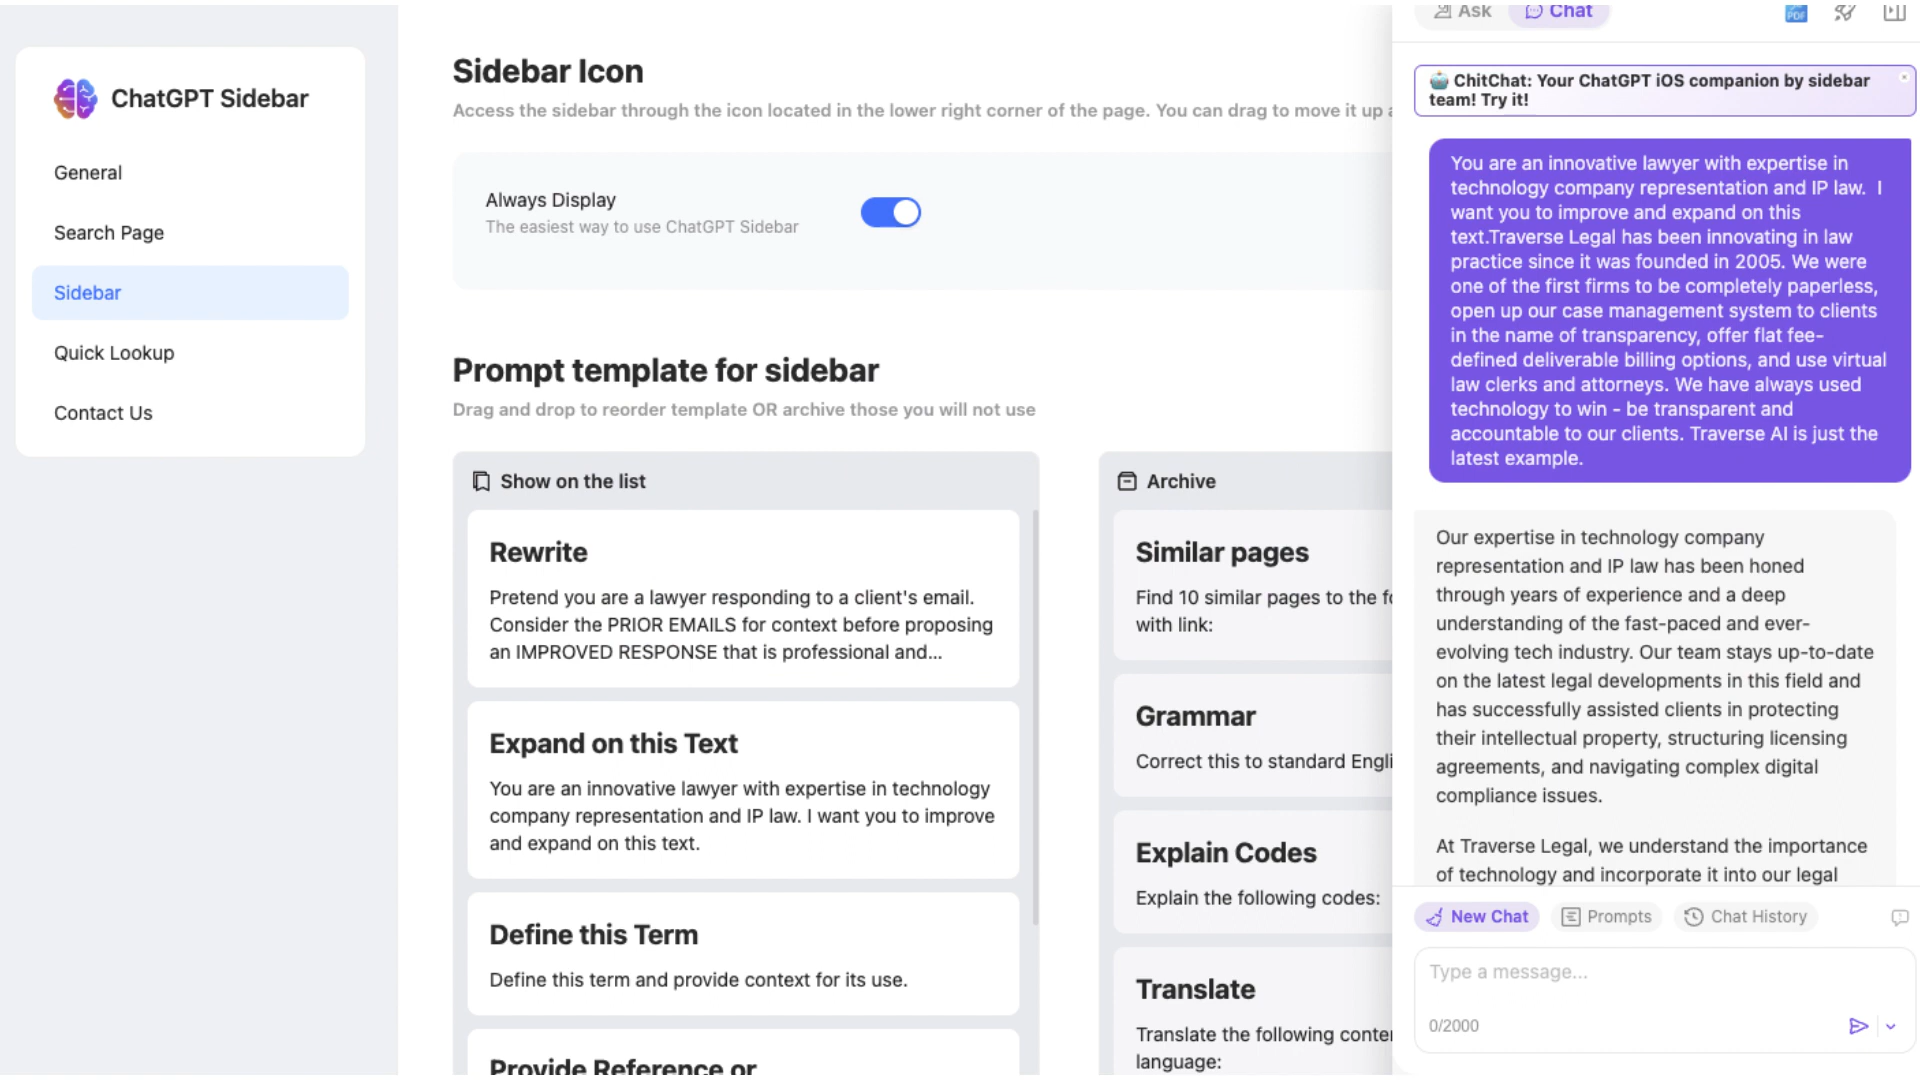 ChatGPT Sidebar
General
Search Page
Sidebar
Quick Lookup
Contact Us
Sidebar Icon
Access the sidebar through the icon located in the lower right corner of the page. You can drag to move it up
Always Display
The easiest way to use ChatGPT Sidebar
Prompt template for sidebar
Drag and drop to reorder template OR archive those you will not use
Show on the list
Rewrite
Pretend you are a lawyer responding to a client's email.
Consider the PRIOR EMAILS for context before proposing
an IMPROVED RESPONSE that is professional and...
Expand on this Text
You are an innovative lawyer with expertise in technology
company representation and IP law. I want you to improve
and expand on this text.
Define this Term
Define this term and provide context for its use.
Provide Reference or
Archive
Similar pages
Find 10 similar pages to the
with link:
Grammar
Correct this to standard
Explain Codes
Explain the following codes:
Translate
Translate the following
language:
Ask
Chat
PDF
ChitChat: Your ChatGPT iOS companion by sidebar
team! Try it!
You are an innovative lawyer with expertise in
technology company representation and IP law.  I
want you to improve and expand on this
text.Traverse Legal has been innovating in law
practice since it was founded in 2005. We were
one of the first firms to be completely paperless,
open up our case management system to clients
in the name of transparency, offer flat fee-
defined deliverable billing options, and use virtual
law clerks and attorneys. We have always used
technology to win - be transparent and
accountable to our clients. Traverse AI is just the
latest example.
Our expertise in technology company
representation and IP law has been honed
through years of experience and a deep
understanding of the fast-paced and ever-
evolving tech industry. Our team stays up-to-date
on the latest legal developments in this field and
has successfully assisted clients in protecting
their intellectual property, structuring licensing
agreements, and navigating complex digital
compliance issues.
At Traverse Legal, we understand the importance
of technology and incorporate it into our legal
New Chat
Prompts
Chat History
Type a message...
0/2000